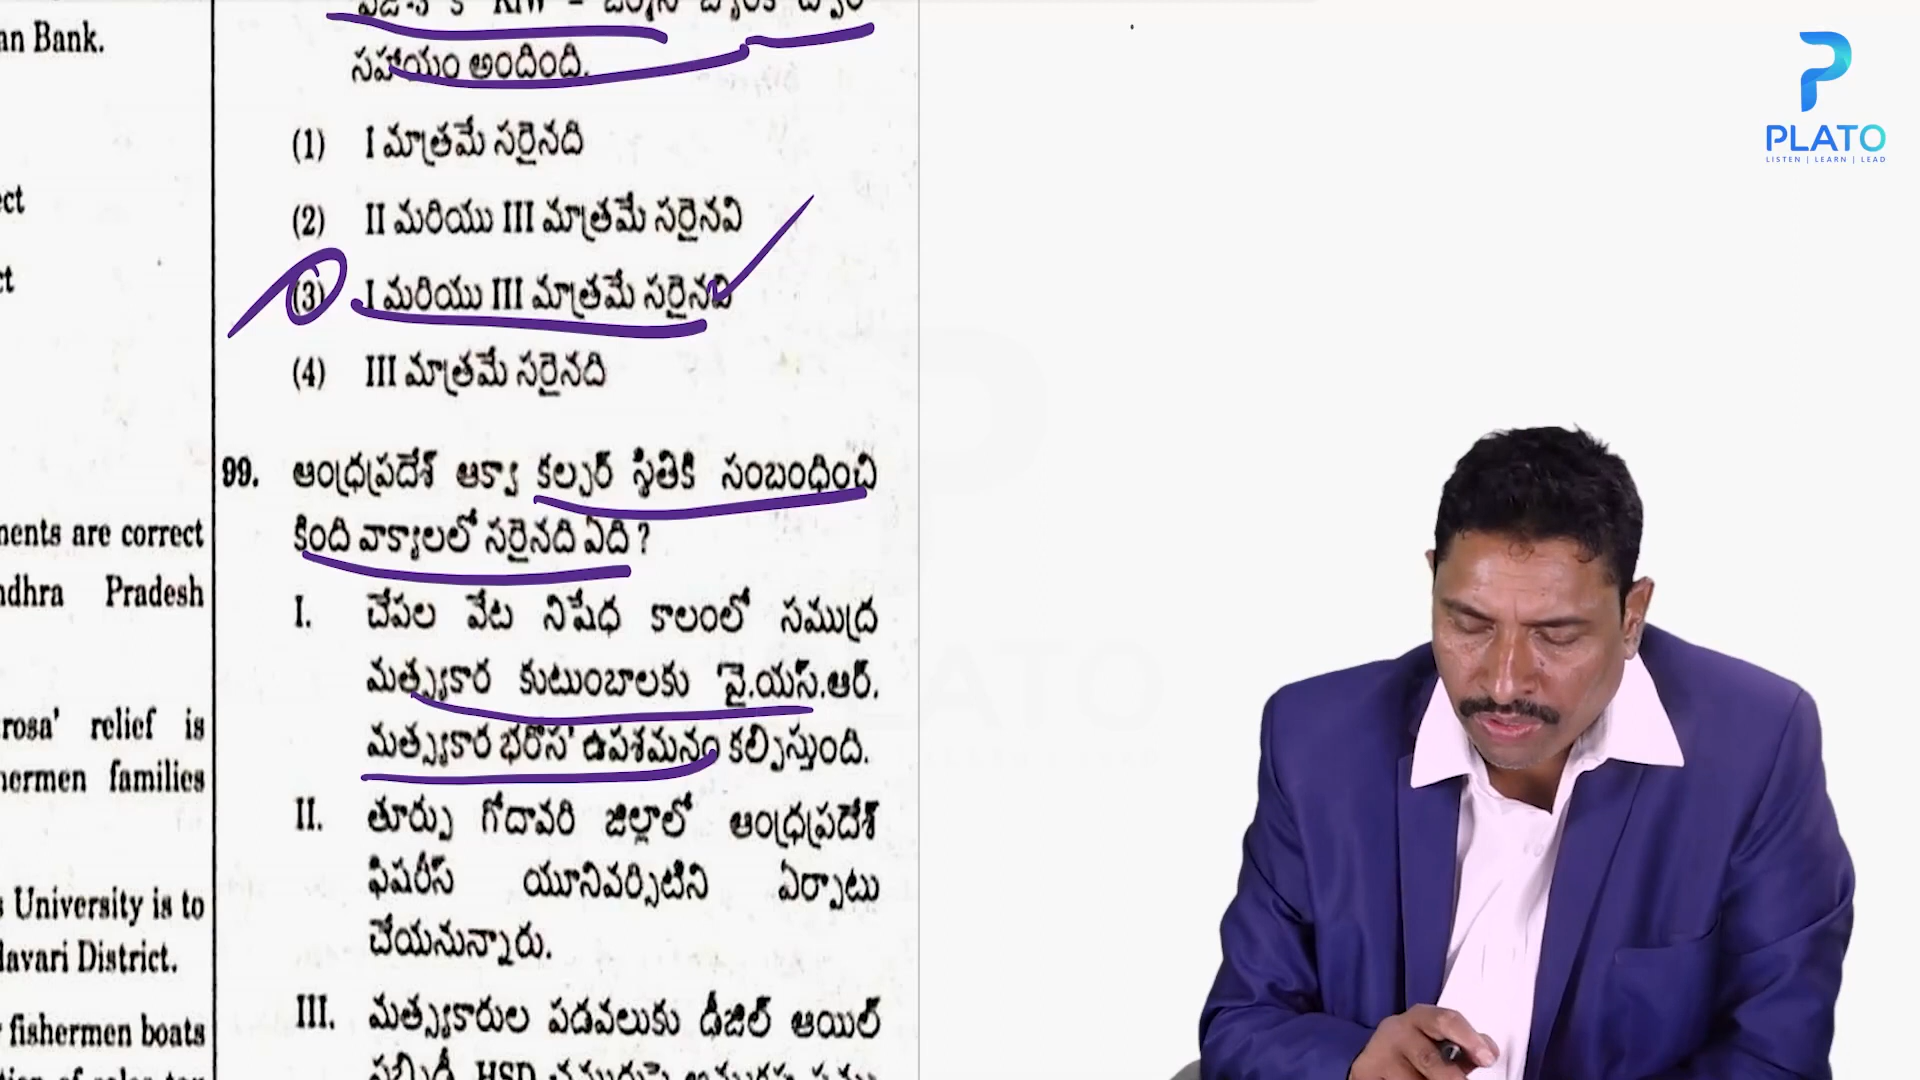 an Bank.
ect
ct
ments are correct
ndhra Pradesh
rosa' relief is
hermen families
s University is to
davari District.
fishermen boats
సహాయం అందింది.
(1) I మాత్రమే సరైనది
(2) II మరియు III మాత్రమే సరైనవి
(3) I మరియు III మాత్రమే సరైనవి
(4) III మాత్రమే సరైనది
99. ఆంధ్రప్రదేశ్ ఆక్వా కల్చర్ స్థితికి సంబంధించి
కింది వాక్యాలలో సరైనది ఏది?
I. చేపల వేట నిషేధ కాలంలో సముద్ర
మత్స్యకార కుటుంబాలకు 'వై.యస్.ఆర్.
మత్స్యకార భరోస' ఉపశమనం కల్పిస్తుంది.
II. తూర్పు గోదావరి జిల్లాలో ఆంధ్రప్రదేశ్
ఫిషరీస్ యూనివర్సిటిని ఏర్పాటు
చేయనున్నారు.
III. మత్స్యకారుల పడవలుకు డీజిల్ ఆయిల్
PLATO
LISTEN | LEARN | LEAD
PLATO